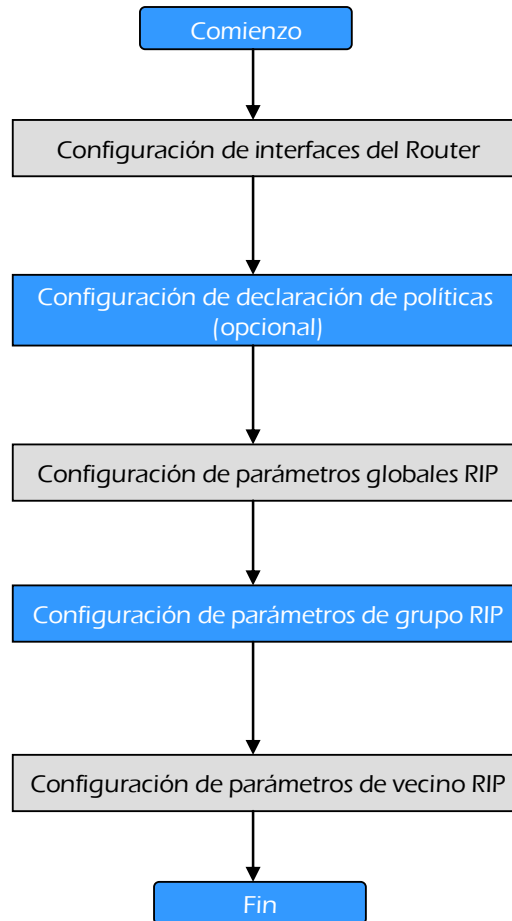 Comienzo
Configuración de interfaces del Router
Configuración de declaración de políticas
(opcional)
Configuración de parámetros globales RIP
Configuración de parámetros de grupo RIP
Configuración de parámetros de vecino RIP
Fin